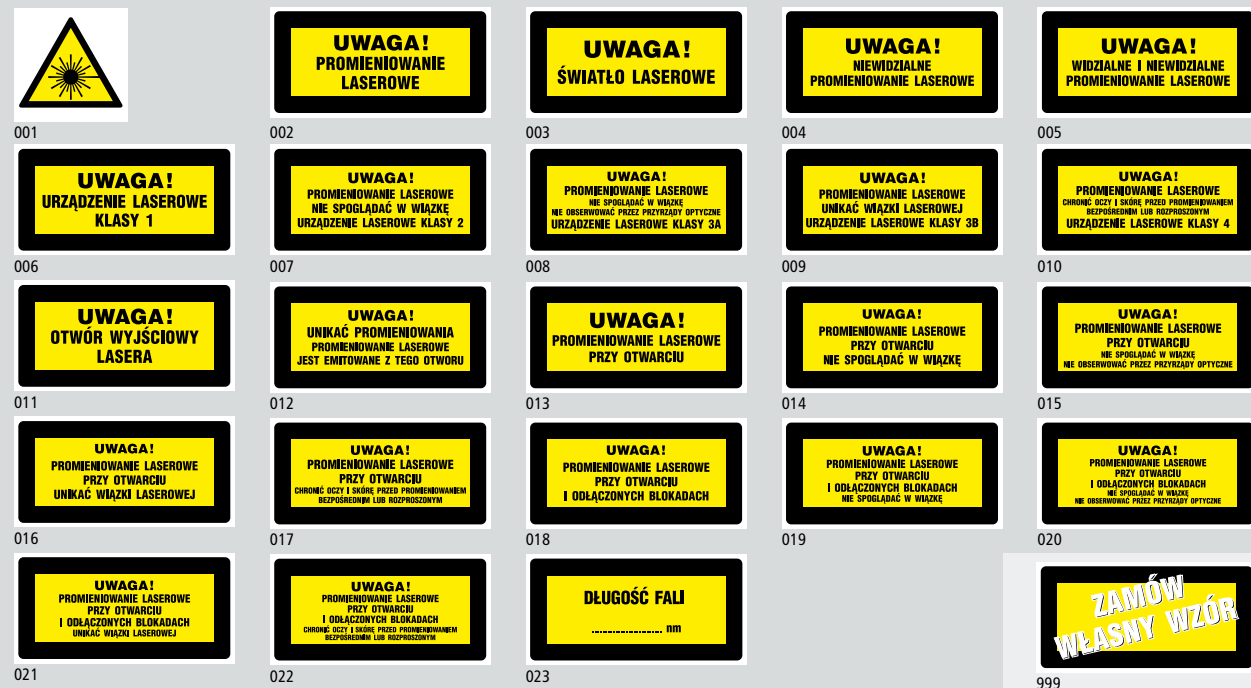 001
UWAGA!
PROMIENIOWANIE
LASEROWE
002
UWAGA!
ŚWIATŁO LASEROWE
003
UWAGA!
NIEWIDZIALNE
PROMIENIOWANIE LASEROWE
004
UWAGA!
WIDZIALNE I NIEWIDZIALNE
PROMIENIOWANIE LASEROWE
005
UWAGA!
URZĄDZENIE LASEROWE
KLASY 1
006
UWAGA!
PROMIENIOWANIE LASEROWE
NIE SPOGLĄDAĆ W WIĄZKĘ
URZĄDZENIE LASEROWE KLASY 2
007
UWAGA!
PROMIENIOWANIE LASEROWE
NIE SPOGLĄDAĆ W WIĄZKĘ
NIE OBSERWOWAĆ PRZEZ PRZYRZĄDY OPTYCZNE
URZĄDZENIE LASEROWE KLASY 3A
008
UWAGA!
PROMIENIOWANIE LASEROWE
UNIKAĆ WIĄZKI LASEROWEJ
URZĄDZENIE LASEROWE KLASY 3B
009
UWAGA!
PROMIENIOWANIE LASEROWE
CHRONIĆ OCZY I SKÓRĘ PRZED PROMIENIOWANIEM
BEZPOŚREDNIM LUB ROZPROSZONYM
URZĄDZENIE LASEROWE KLASY 4
010
UWAGA!
OTWÓR WYJŚCIOWY
LASERA
011
UWAGA!
UNIKAĆ PROMIENIOWANIA
PROMIENIOWANIE LASEROWE
JEST EMITOWANE Z TEGO OTWORU
012
UWAGA!
PROMIENIOWANIE LASEROWE
PRZY OTWARCIU
013
UWAGA!
PROMIENIOWANIE LASEROWE
PRZY OTWARCIU
NIE SPOGLĄDAĆ W WIĄZKĘ
014
UWAGA!
PROMIENIOWANIE LASEROWE
PRZY OTWARCIU
NIE SPOGLĄDAĆ W WIĄZKĘ
NIE OBSERWOWAĆ PRZEZ PRZYRZĄDY OPTYCZNE
015
UWAGA!
PROMIENIOWANIE LASEROWE
PRZY OTWARCIU
UNIKAĆ WIĄZKI LASEROWEJ
016
UWAGA!
PROMIENIOWANIE LASEROWE
PRZY OTWARCIU
CHRONIĆ OCZY I SKÓRĘ PRZED PROMIENIOWANIEM
BEZPOŚREDNIM LUB ROZPROSZONYM
017
UWAGA!
PROMIENIOWANIE LASEROWE
PRZY OTWARCIU
I ODŁĄCZONYCH BLOKADACH
018
UWAGA!
PROMIENIOWANIE LASEROWE
PRZY OTWARCIU
I ODŁĄCZONYCH BLOKADACH
NIE SPOGLĄDAĆ W WIĄZKĘ
019
UWAGA!
PROMIENIOWANIE LASEROWE
PRZY OTWARCIU
I ODŁĄCZONYCH BLOKADACH
NIE SPOGLĄDAĆ W WIĄZKĘ
NIE OBSERWOWAĆ PRZEZ PRZYRZĄDY OPTYCZNE
020
UWAGA!
PROMIENIOWANIE LASEROWE
PRZY OTWARCIU
I ODŁĄCZONYCH BLOKADACH
UNIKAĆ WIĄZKI LASEROWEJ
021
UWAGA!
PROMIENIOWANIE LASEROWE
PRZY OTWARCIU
I ODŁĄCZONYCH BLOKADACH
CHRONIĆ OCZY I SKÓRĘ PRZED PROMIENIOWANIEM
BEZPOŚREDNIM LUB ROZPROSZONYM
022
DŁUGOŚĆ FALI
...................... nm
023
ZAMÓW
WŁASNY WZÓR
999